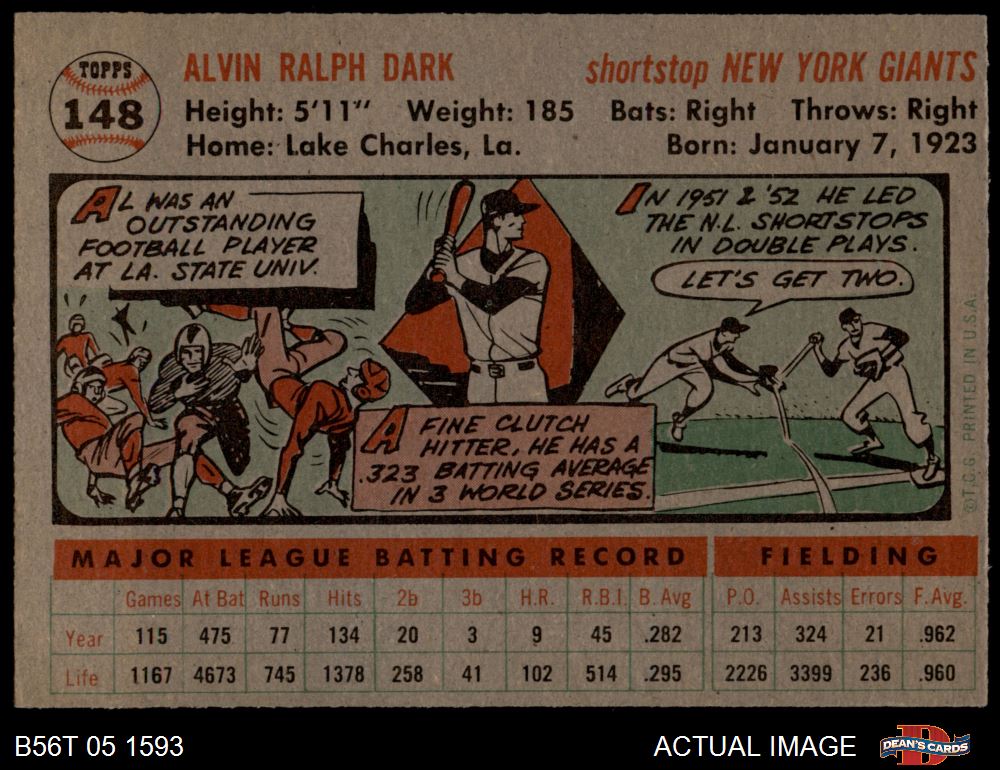 TOPPS
148
ALVIN RALPH DARK
shortstop NEW YORK GIANTS
Height: 5'11" Weight: 185 Bats: Right Throws: Right
Home: Lake Charles, La. Born: January 7, 1923
AL WAS AN
OUTSTANDING
FOOTBALL PLAYER
AT LA. STATE UNIV.
A FINE CLUTCH
HITTER, HE HAS A
.323 BATTING AVERAGE
IN 3 WORLD SERIES.
IN 1951 & '52 HE LED
THE N.L. SHORTSTOPS
IN DOUBLE PLAYS.
LET'S GET TWO.
© T.C.G. PRINTED IN U.S.A.
MAJOR LEAGUE BATTING RECORD FIELDING
Games At Bat Runs Hits 2b 3b H.R. R.B.I. B. Avg P.O. Assists Errors F. Avg.
Year 115 475 77 134 20 3 9 45 .282 213 324 21 .962
Life 1167 4673 745 1378 258 41 102 514 .295 2226 3399 236 .960
B56T 05 1593 ACTUAL IMAGE DEAN'S CARDS